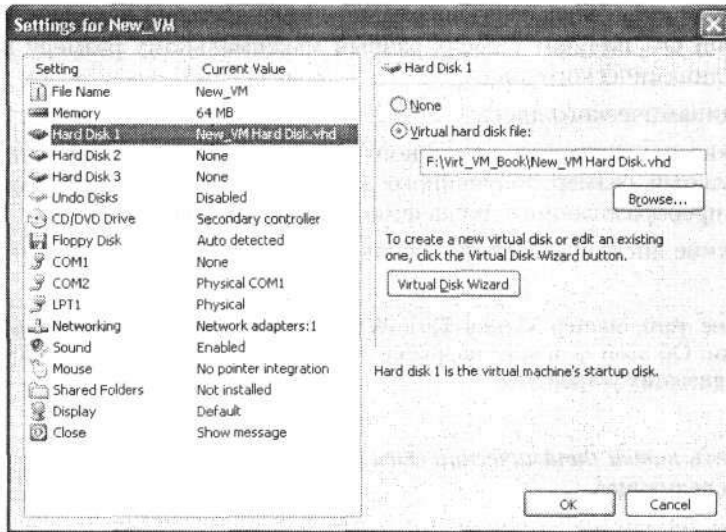 Settings for New_VM
Setting Current Value
File Name New_VM
Memory 64 MB
Hard Disk 1 New_VM Hard Disk.vhd
Hard Disk 2 None
Hard Disk 3 None
Undo Disks Disabled
CD/DVD Drive Secondary controller
Floppy Disk Auto detected
COM1 None
COM2 Physical COM1
LPT1 Physical
Networking Network adapters:1
Sound Enabled
Mouse No pointer integration
Shared Folders Not installed
Display Default
Close Show message
Hard Disk 1
None
Virtual hard disk file:
F:\Virt_VM_Book\New_VM Hard Disk.vhd
Browse...
To create a new virtual disk or edit an existing
one, click the Virtual Disk Wizard button.
Virtual Disk Wizard
Hard disk 1 is the virtual machine's startup disk.
OK Cancel